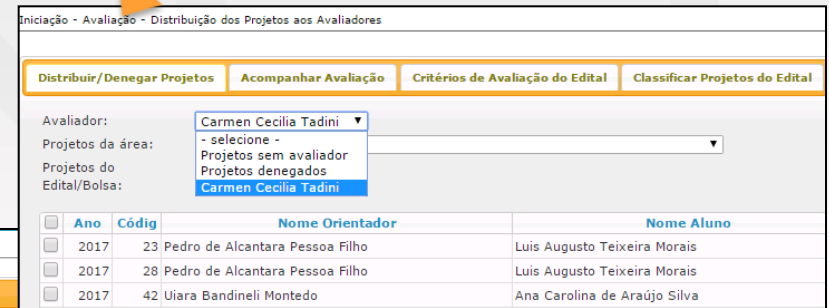 Iniciação - Avaliação - Distribuição dos Projetos aos Avaliadores
Distribuir/Denegar Projetos Acompanhar Avaliação Critérios de Avaliação do Edital Classificar Projetos do Edital
Avaliador: Carmen Cecilia Tadini
Projetos da área:
Projetos do
Edital/Bolsa:
- selecione -
Projetos sem avaliador
Projetos denegados
Carmen Cecilia Tadini
Ano Códig Nome Orientador Nome Aluno
2017 23 Pedro de Alcantara Pessoa Filho Luis Augusto Teixeira Morais
2017 28 Pedro de Alcantara Pessoa Filho Luis Augusto Teixeira Morais
2017 42 Uiara Bandineli Montedo Ana Carolina de Araújo Silva